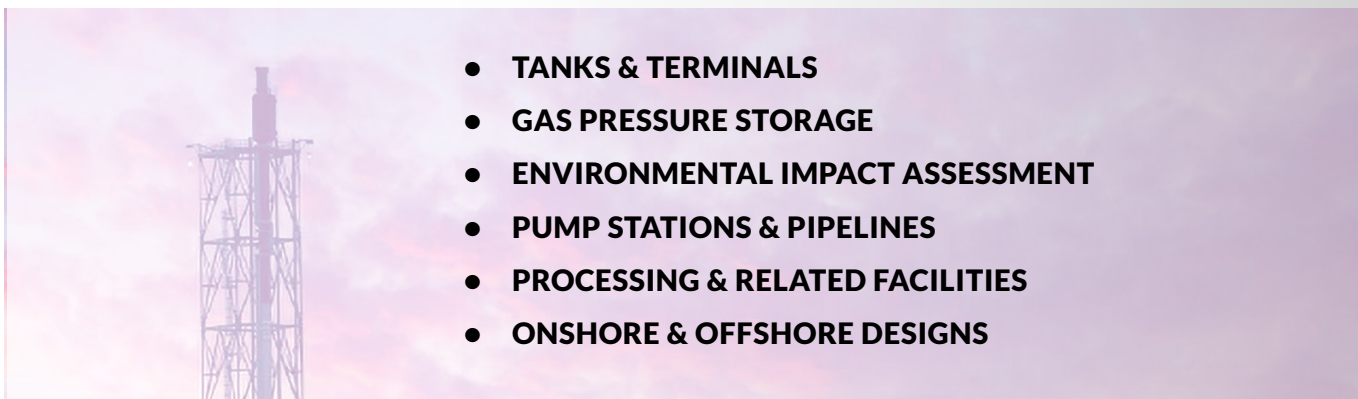 • TANKS & TERMINALS
• GAS PRESSURE STORAGE
• ENVIRONMENTAL IMPACT ASSESSMENT
• PUMP STATIONS & PIPELINES
• PROCESSING & RELATED FACILITIES
• ONSHORE & OFFSHORE DESIGNS